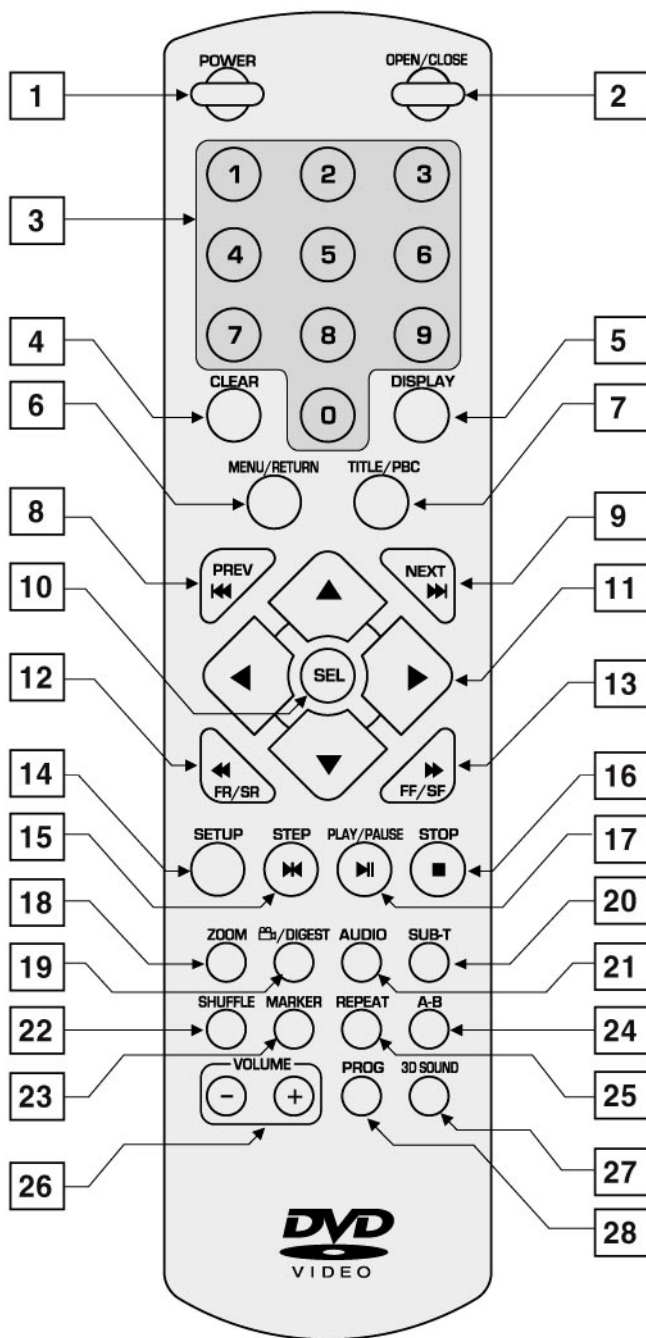 POWER OPEN/CLOSE
1 2
1 2 3
3
4 5 6
7 8 9
4 5
CLEAR 0 DISPLAY
6 7
MENU/RETURN TITLE/PBC
8 9
PREV NEXT
10 11
SEL
12 13
FR/SR FF/SF
14 16
SETUP STEP PLAY/PAUSE STOP
15 17
18 20
ZOOM /DIGEST AUDIO SUB-T
19 21
SHUFFLE MARKER REPEAT A-B
22 24
VOLUME PROG 3D SOUND
23 25
- +
26 27
28
DVD
VIDEO